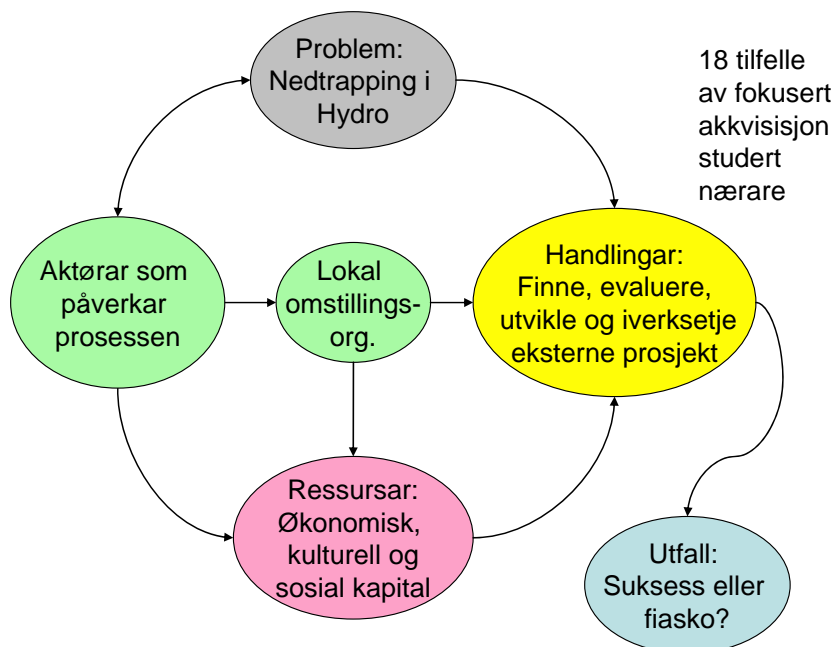 Problem:
Nedtrapping i
Hydro
18 tilfelle
av fokusert
akkvisisjon
studert
nærare
Aktørar som
påverkar
prosessen
Lokal
omstillings-
org.
Handlingar:
Finne, evaluere,
utvikle og iverksetje
eksterne prosjekt
Ressursar:
Økonomisk,
kulturell og
sosial kapital
Utfall:
Suksess eller
fiasko?